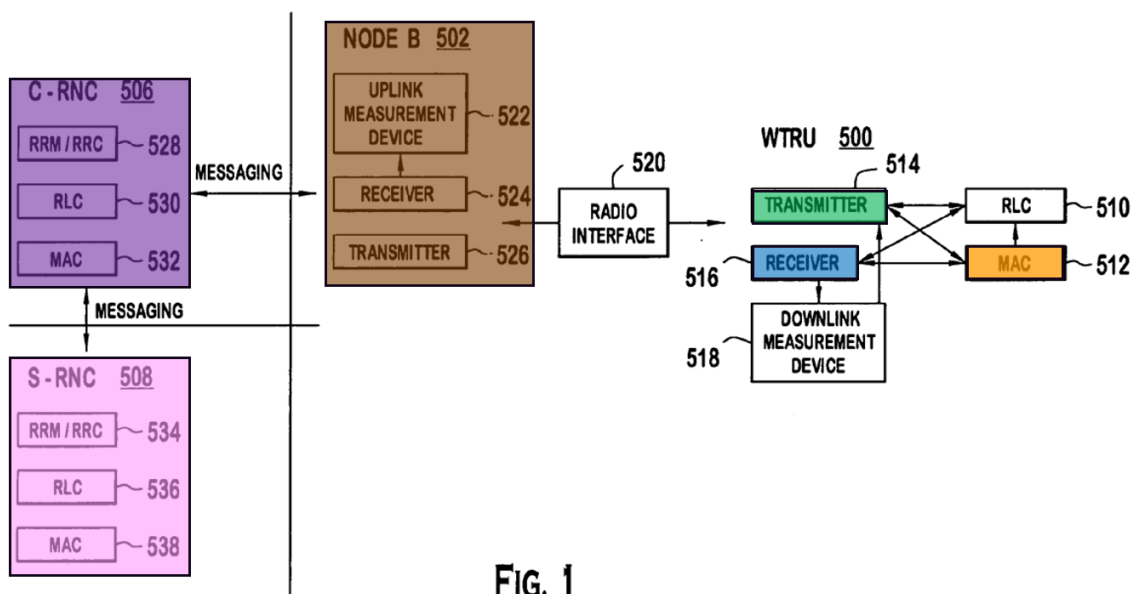 C-RNC 506
RRM/RRC 528
RLC 530
MAC 532
MESSAGING
MESSAGING
S-RNC 508
RRM/RRC 534
RLC 536
MAC 538
NODE B 502
UPLINK
MEASUREMENT
DEVICE
522
RECEIVER 524
TRANSMITTER 526
520
RADIO
INTERFACE
WTRU 500
514
TRANSMITTER
RLC 510
516 RECEIVER
MAC 512
518
DOWNLINK
MEASUREMENT
DEVICE
FIG. 1